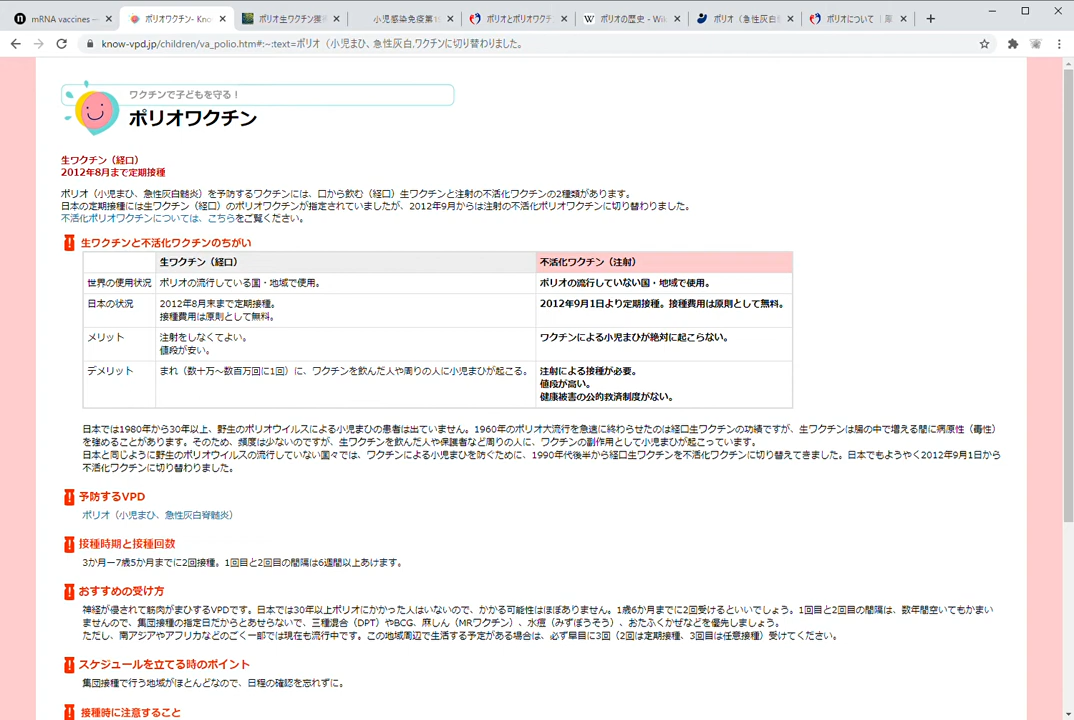 mRNA vaccines —
ポリオワクチン- Kno
ポリオ生ワクチン接
小児感染免疫第1
ポリオとポリオワクチ
ポリオの歴史 - Wik
ポリオ（急性灰白
ポリオについて | 厚
know-vpd.jp/children/va_polio.htm#:~:text=ポリオ（小児まひ、急性灰白,ワクチンに切り替わりました。
ワクチンで子どもを守る！
ポリオワクチン
生ワクチン（経口）
2012年8月まで定期接種
ポリオ（小児まひ、急性灰白髄炎）を予防するワクチンには、口から飲む（経口）生ワクチンと注射の不活化ワクチンの2種類があります。
日本の定期接種には生ワクチン（経口）のポリオワクチンが指定されていましたが、2012年9月からは注射の不活化ポリオワクチンに切り替わりました。
不活化ポリオワクチンについては、こちらをご覧ください。
生ワクチンと不活化ワクチンのちがい
生ワクチン（経口） 不活化ワクチン（注射）
世界の使用状況 ポリオの流行している国・地域で使用。 ポリオの流行していない国・地域で使用。
日本の状況 2012年8月末まで定期接種。 2012年9月1日より定期接種。接種費用は原則として無料。
接種費用は原則として無料。
メリット 注射をしなくてよい。 ワクチンによる小児まひが絶対に起こらない。
値段が安い。
デメリット まれ（数十万～数百万回に1回）に、ワクチンを飲んだ人や周りの人に小児まひが起こる。 注射による接種が必要。
値段が高い。
健康被害の公的救済制度がない。
日本では1980年から30年以上、野生のポリオウイルスによる小児まひの患者は出ていません。1960年のポリオ大流行を急速に終わらせたのは経口生ワクチンの功績ですが、生ワクチンは腸の中で増える間に病原性（毒性）
を強めることがあります。そのため、頻度は少ないのですが、生ワクチンを飲んだ人や保護者など周りの人に、ワクチンの副作用として小児まひが起こっています。
日本と同じように野生のポリオウイルスの流行していない国々では、ワクチンによる小児まひを防ぐために、1990年代後半から経口生ワクチンを不活化ワクチンに切り替えてきました。日本でもようやく2012年9月1日から
不活化ワクチンに切り替わりました。
予防するVPD
ポリオ（小児まひ、急性灰白脊髄炎）
接種時期と接種回数
3か月ー7歳5か月までに2回接種。1回目と2回目の間隔は6週間以上あけます。
おすすめの受け方
神経が侵されて筋肉がまひするVPDです。日本では30年以上ポリオにかかった人はいないので、かかる可能性はほぼありません。1歳6か月までに2回受けるといいでしょう。1回目と2回目の間隔は、数年間空いてもかまい
ませんので、集団接種の指定日だからとあせらないで、三種混合（DPT）やBCG、麻しん（MRワクチン）、水痘（みずぼうそう）、おたふくかぜなどを優先しましょう。
ただし、南アジアやアフリカなどのごく一部では現在も流行中です。この地域周辺で生活する予定がある場合は、必ず早目に3回（2回は定期接種、3回目は任意接種）受けてください。
スケジュールを立てる時のポイント
集団接種で行う地域がほとんどなので、日程の確認を忘れずに。
接種時に注意すること